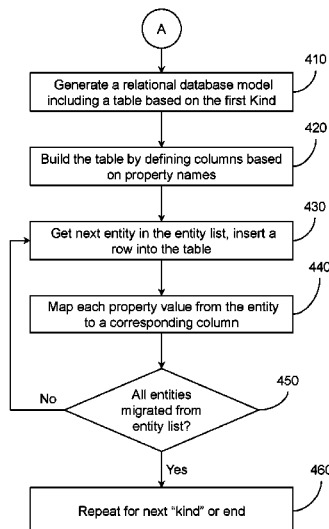 A
410
Generate a relational database model
including a table based on the first Kind
420
Build the table by defining columns based
on property names
430
Get next entity in the entity list, insert a
row into the table
440
Map each property value from the entity
to a corresponding column
450
All entities
migrated from
entity list?
No
Yes
460
Repeat for next “kind” or end